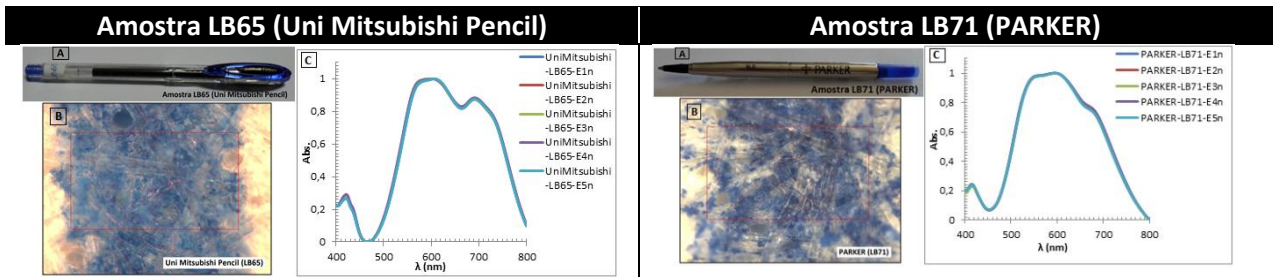 Amostra LB65 (Uni Mitsubishi Pencil)
A
Amostra LB65 (Uni Mitsubishi Pencil)
B
Uni Mitsubishi Pencil (LB65)
C
Abs.
1
0,8
0,6
0,4
0,2
0
400 500 600 700 800
λ (nm)
UniMitsubishi
-LB65-E1n
UniMitsubishi
-LB65-E2n
UniMitsubishi
-LB65-E3n
UniMitsubishi
-LB65-E4n
UniMitsubishi
-LB65-E5n
Amostra LB71 (PARKER)
A
PARKER
Amostra LB71 (PARKER)
B
PARKER (LB71)
C
Abs.
1
0,8
0,6
0,4
0,2
0
400 500 600 700 800
λ (nm)
PARKER-LB71-E1n
PARKER-LB71-E2n
PARKER-LB71-E3n
PARKER-LB71-E4n
PARKER-LB71-E5n